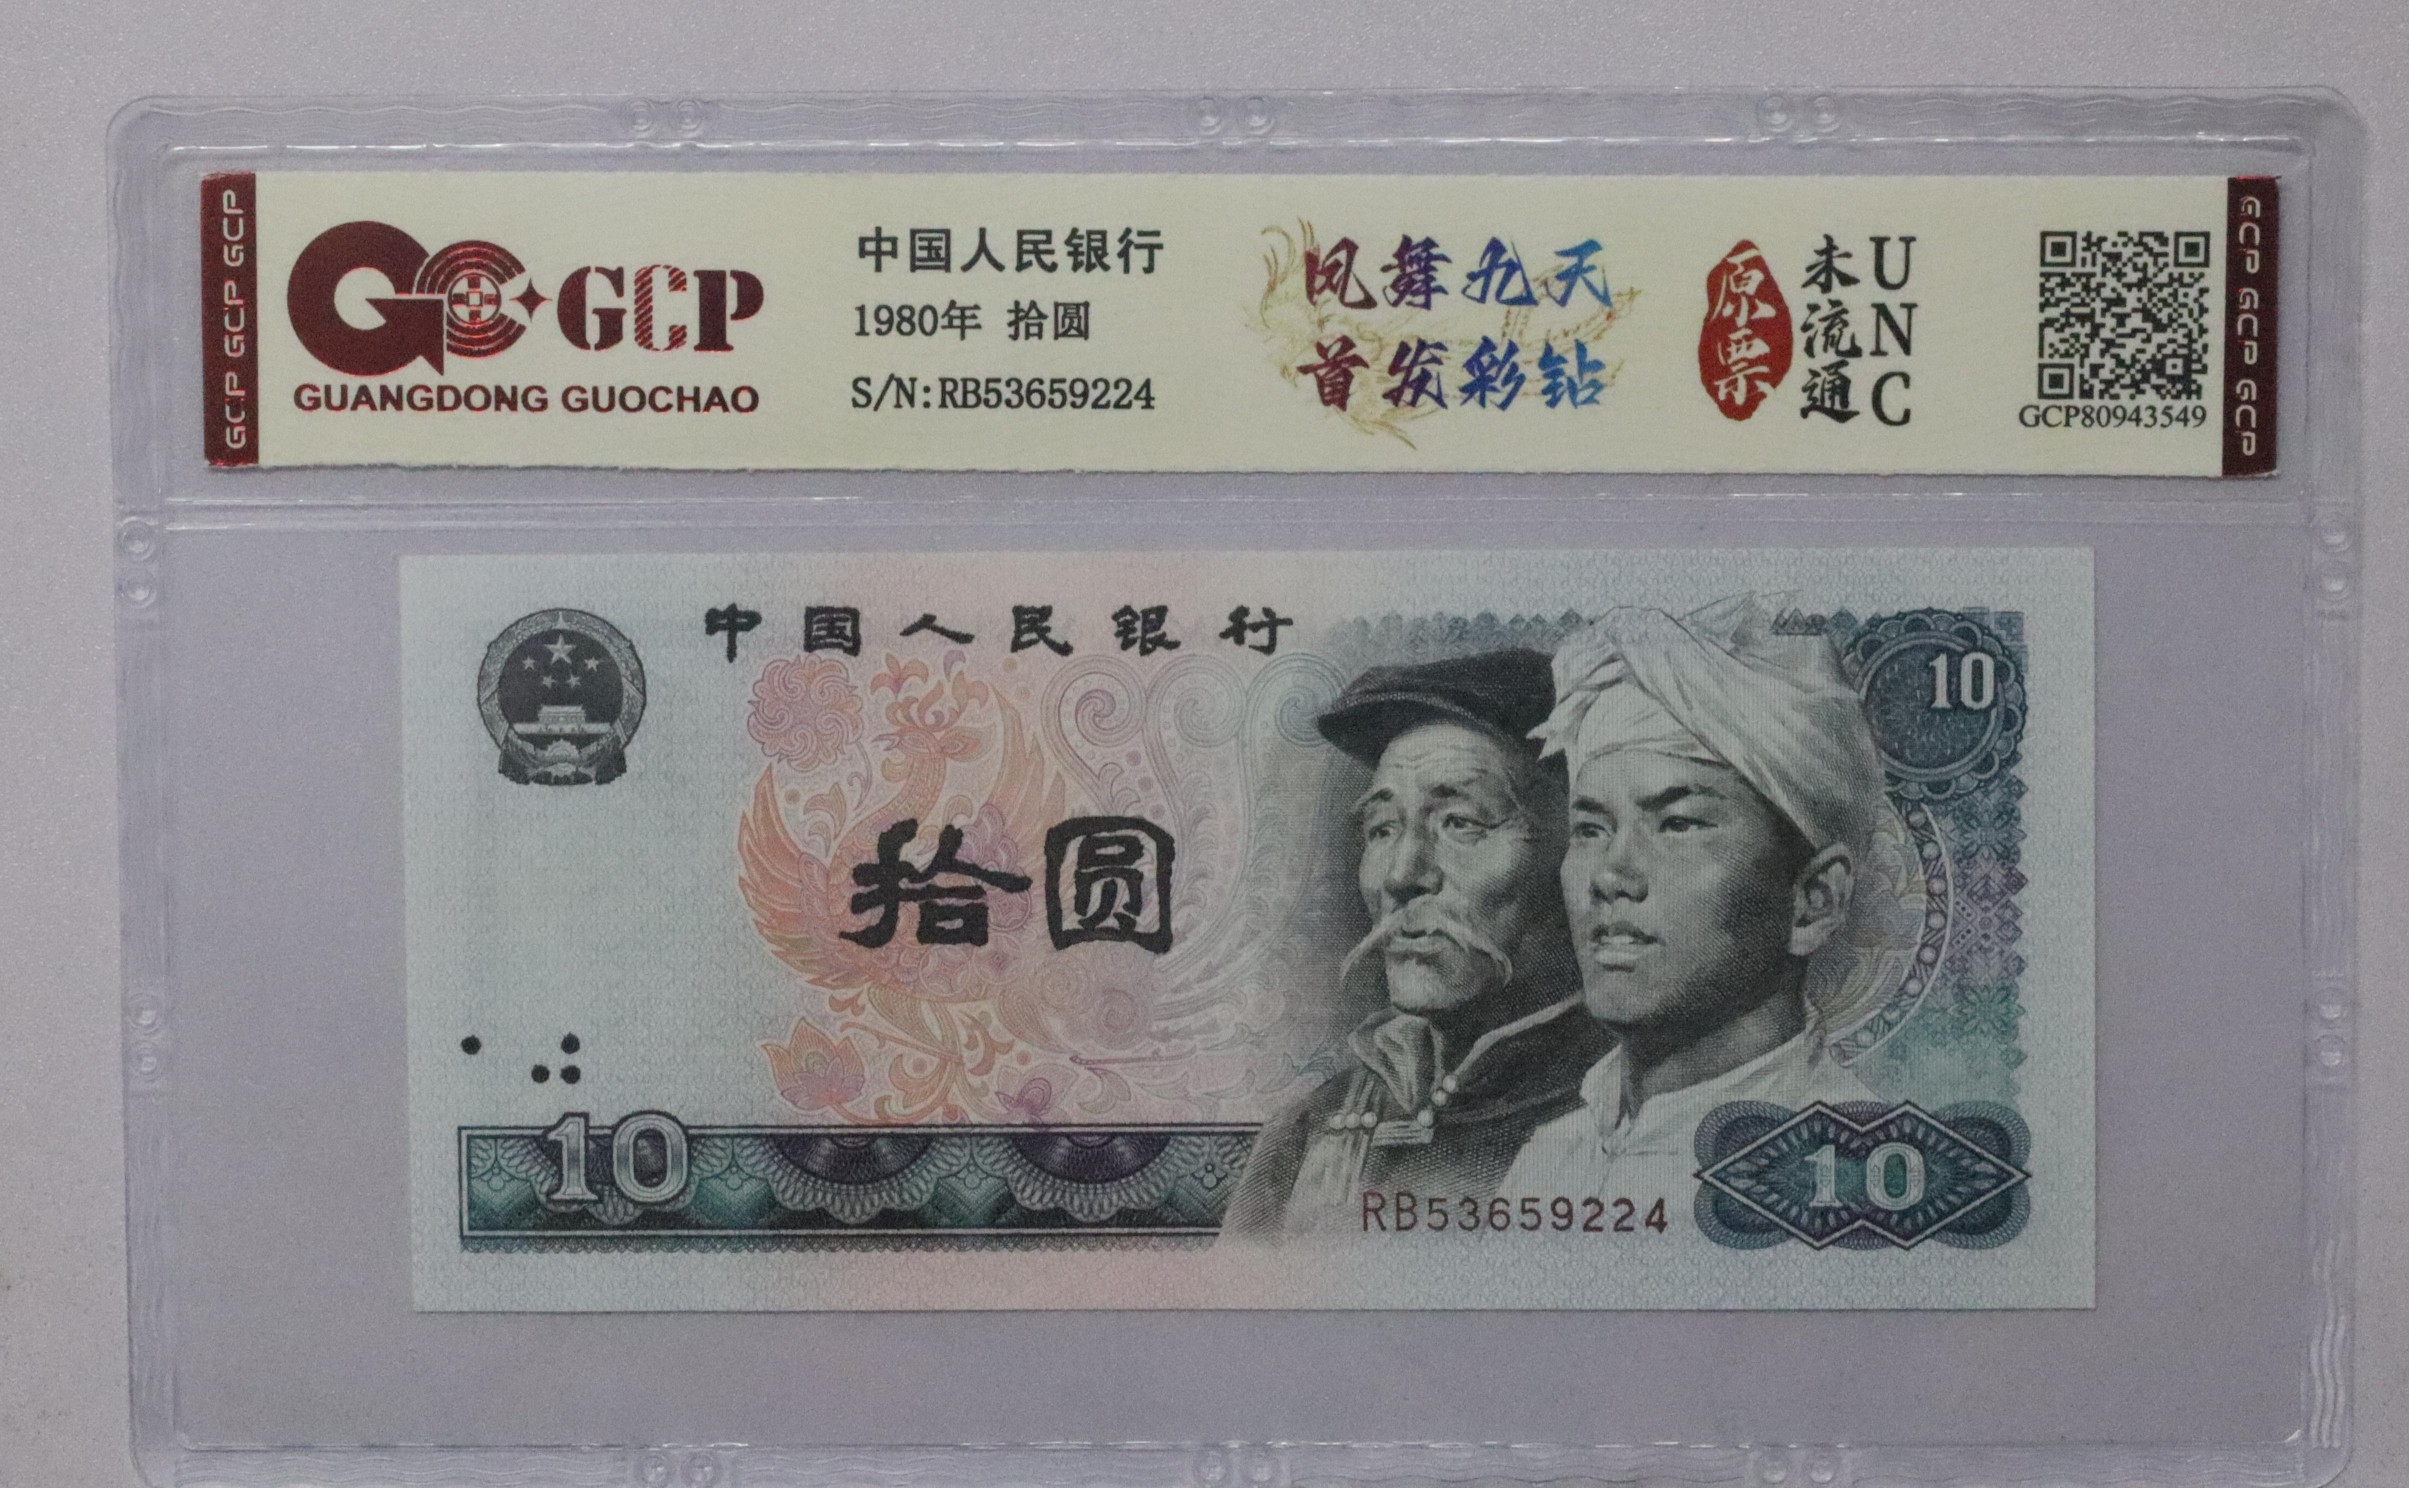 GCP GCP GCP
GCP
GUANGDONG GUOCHAO
中国人民银行
1980年 拾圆
S/N:RB53659224
凤舞九天
首发彩钻
原票
未流通
UNC
GCP80943549
GCP GCP GCP
中国人民银行
10
拾圆
10
RB53659224
10